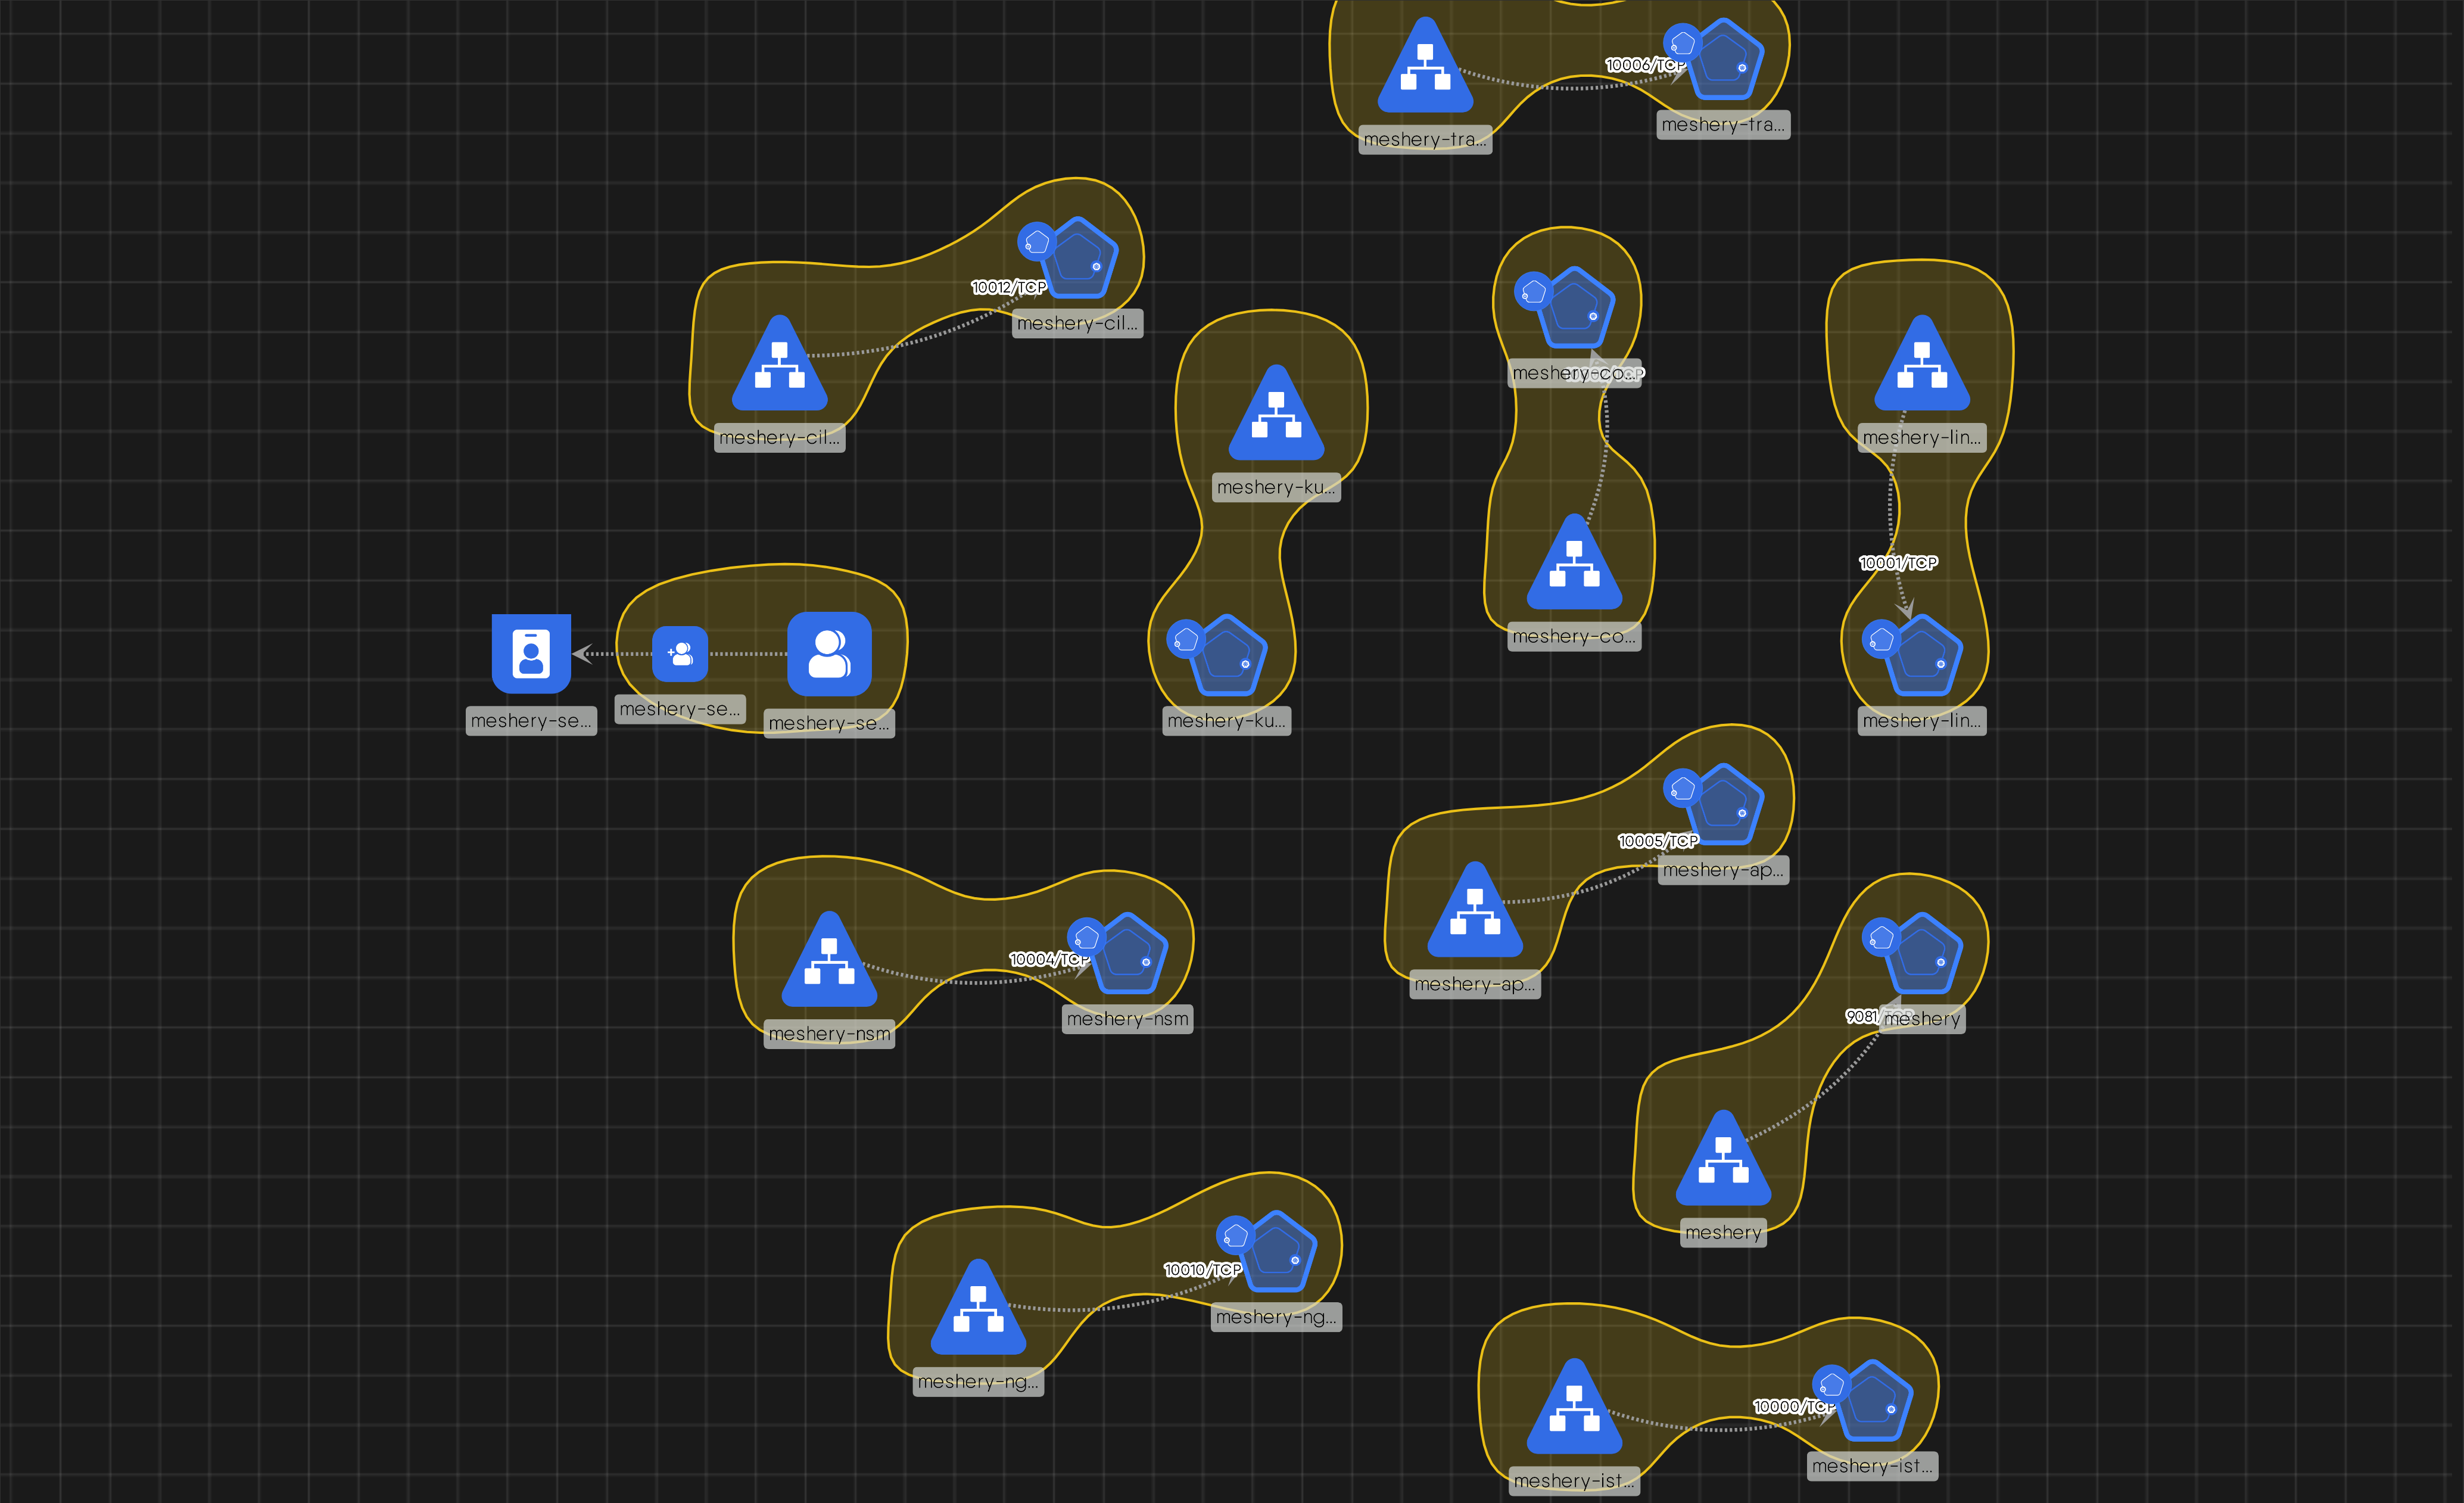 10006/TCP
meshery-tra...
meshery-tra...
10012/TCP
meshery-cil...
meshery-cil...
meshery-co...
meshery-lin...
meshery-ku...
10001/TCP
meshery-co...
meshery-se...
meshery-se...
meshery-se...
meshery-ku...
meshery-lin...
10005/TCP
meshery-ap...
10004/TCP
meshery-ap...
meshery-nsm
meshery-nsm
9081/TCP
meshery
meshery
10010/TCP
meshery-ng...
meshery-ng...
10000/TCP
meshery-ist...
meshery-ist...